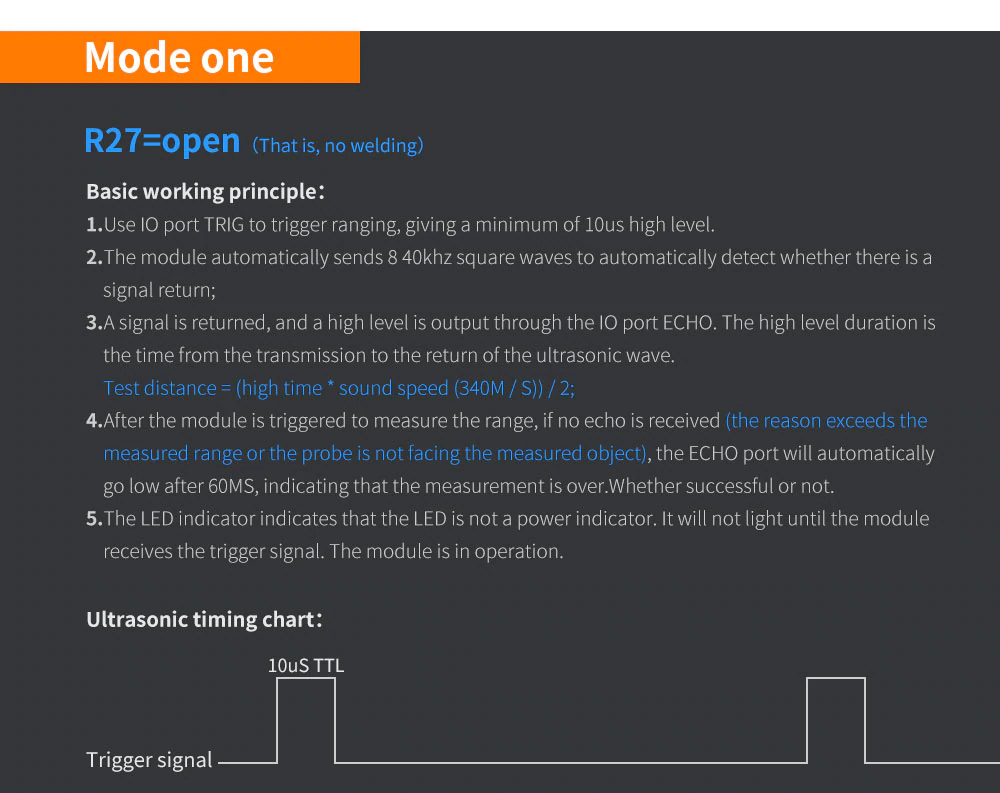 Mode one
R27=open（That is, no welding）
Basic working principle：
1.Use IO port TRIG to trigger ranging, giving a minimum of 10us high level.
2.The module automatically sends 8 40khz square waves to automatically detect whether there is a
signal return;
3.A signal is returned, and a high level is output through the IO port ECHO. The high level duration is
the time from the transmission to the return of the ultrasonic wave.
Test distance = (high time * sound speed (340M / S)) / 2;
4.After the module is triggered to measure the range, if no echo is received (the reason exceeds the
measured range or the probe is not facing the measured object), the ECHO port will automatically
go low after 60MS, indicating that the measurement is over.Whether successful or not.
5.The LED indicator indicates that the LED is not a power indicator. It will not light until the module
receives the trigger signal. The module is in operation.
Ultrasonic timing chart：
10uS TTL
Trigger signal